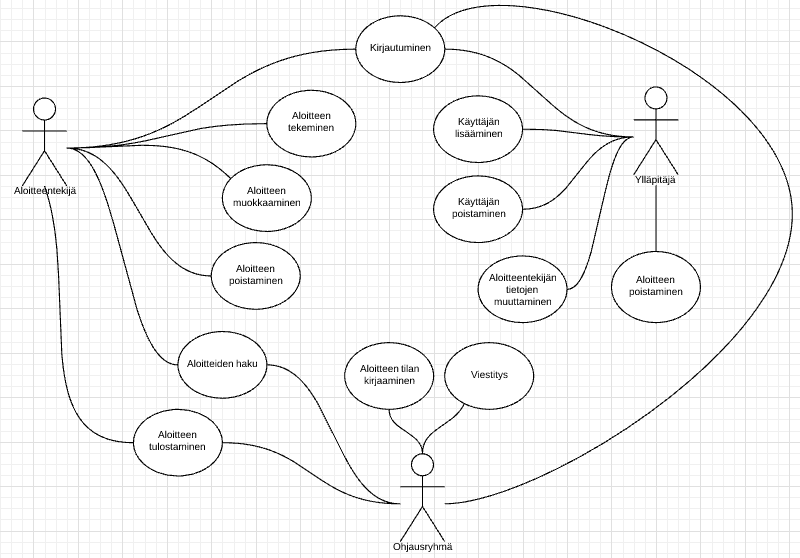 Kirjautuminen
Aloitteen
tekeminen
Käyttäjän
lisääminen
Aloitteentekijä
Aloitteen
muokkaaminen
Ylläpitäjä
Käyttäjän
poistaminen
Aloitteen
poistaminen
Aloitteentekijän
tietojen
muuttaminen
Aloitteen
poistaminen
Aloitteiden haku
Aloitteen tilan
kirjaaminen
Viestitys
Aloitteen
tulostaminen
Ohjausryhmä